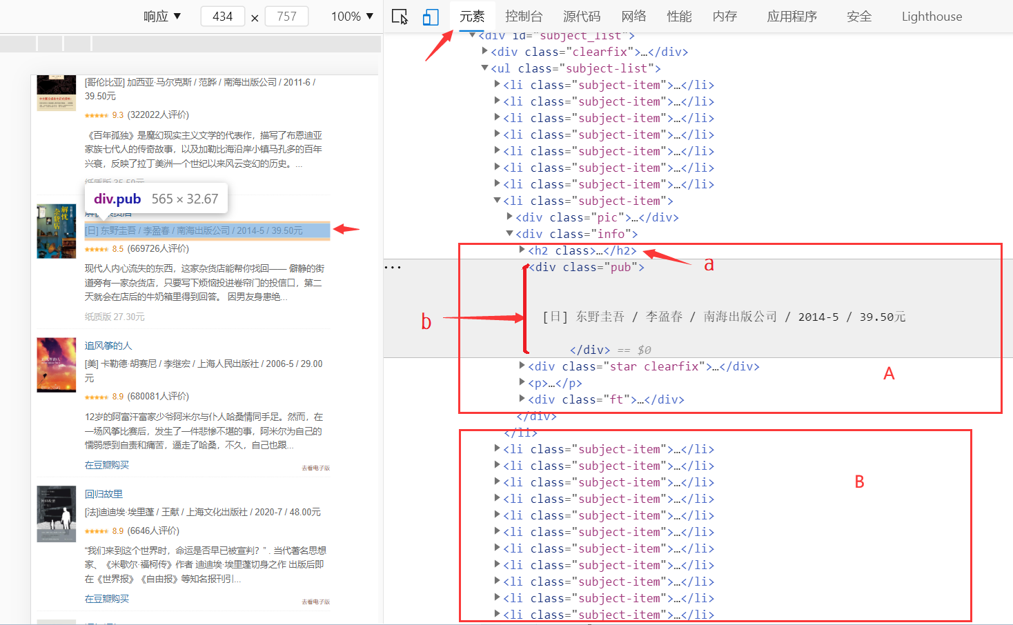 响应 ▼ 434 × 757 100% ▼
元素 控制台 源代码 网络 性能 内存 应用程序 安全 Lighthouse
[哥伦比亚] 加西亚·马尔克斯 / 范晔 / 南海出版公司 / 2011-6 /
39.50元
9.3 (322022人评价)
《百年孤独》是魔幻现实主义文学的代表作，描写了布恩迪亚
家族七代人的传奇故事，以及加勒比海沿岸小镇马孔多的百年
兴衰，反映了拉丁美洲一个世纪以来风云变幻的历史。...
div.pub 565 × 32.67
[日] 东野圭吾 / 李盈春 / 南海出版公司 / 2014-5 / 39.50元
8.5 (669726人评价)
现代人内心流失的东西，这家杂货店能帮你找回—— 僻静的街
道旁有一家杂货店，只要写下烦恼投进卷帘门的投信口，第二
天就会在店后的牛奶箱里得到回答。 因男友身患绝...
纸质版 27.30元
追风筝的人
[美] 卡勒德·胡赛尼 / 李继宏 / 上海人民出版社 / 2006-5 / 29.00
元
8.9 (680081人评价)
12岁的阿富汗富家少爷阿米尔与仆人哈桑情同手足。然而，在
一场风筝比赛后，发生了一件悲惨不堪的事，阿米尔为自己的
懦弱感到自责和痛苦，逼走了哈桑，不久，自己也跟...
在豆瓣购买
去看电子版
回归故里
[法]迪迪埃·埃里蓬 / 王献 / 上海文化出版社 / 2020-7 / 48.00元
8.9 (6646人评价)
“我们来到这个世界时，命运是否早已被宣判？” . 当代著名思想
家、《米歇尔·福柯传》作者 迪迪埃·埃里蓬切身之作 出版后即
在《世界报》《自由报》等知名报刊引...
在豆瓣购买
去看电子版
<div id="subject_list">
<div class="clearfix">…</div>
<ul class="subject-list">
<li class="subject-item">…</li>
<li class="subject-item">…</li>
<li class="subject-item">…</li>
<li class="subject-item">…</li>
<li class="subject-item">…</li>
<li class="subject-item">…</li>
<li class="subject-item">…</li>
<li class="subject-item">
<div class="pic">…</div>
<div class="info">
<h2 class>…</h2>
a
...
<div class="pub">
b
[日] 东野圭吾 / 李盈春 / 南海出版公司 / 2014-5 / 39.50元
</div> == $0
<div class="star clearfix">…</div>
A
<p>…</p>
<div class="ft">…</div>
</div>
</li>
<li class="subject-item">…</li>
<li class="subject-item">…</li>
<li class="subject-item">…</li>
B
<li class="subject-item">…</li>
<li class="subject-item">…</li>
<li class="subject-item">…</li>
<li class="subject-item">…</li>
<li class="subject-item">…</li>
<li class="subject-item">…</li>
<li class="subject-item">…</li>
<li class="subject-item">…</li>